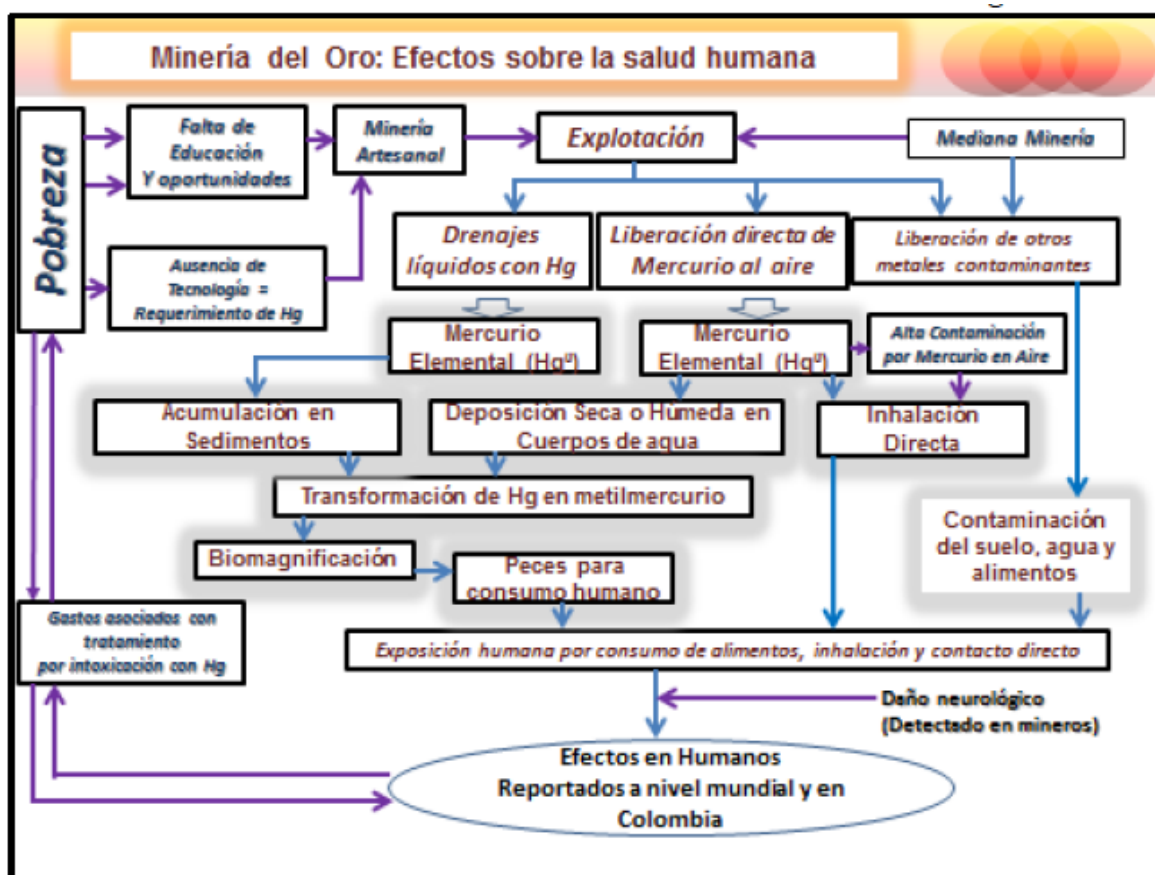 Minería del Oro: Efectos sobre la salud humana
Pobreza
Falta de
Educación
Y oportunidades
Minería
Artesanal
Explotación
Mediana Minería
Ausencia de
Tecnología =
Requerimiento de Hg
Drenajes
líquidos con Hg
Liberación directa de
Mercurio al aire
Liberación de otros
metales contaminantes
Mercurio
Elemental (Hg⁰)
Mercurio
Elemental (Hg⁰)
Alta Contaminación
por Mercurio en Aire
Acumulación en
Sedimentos
Deposición Seca o Húmeda en
Cuerpos de agua
Inhalación
Directa
Transformación de Hg en metilmercurio
Contaminación
del suelo, agua y
alimentos
Biomagnificación
Peces para
consumo humano
Gastos asociados con
tratamiento
por intoxicación con Hg
Exposición humana por consumo de alimentos, inhalación y contacto directo
Daño neurológico
(Detectado en mineros)
Efectos en Humanos
Reportados a nivel mundial y en
Colombia